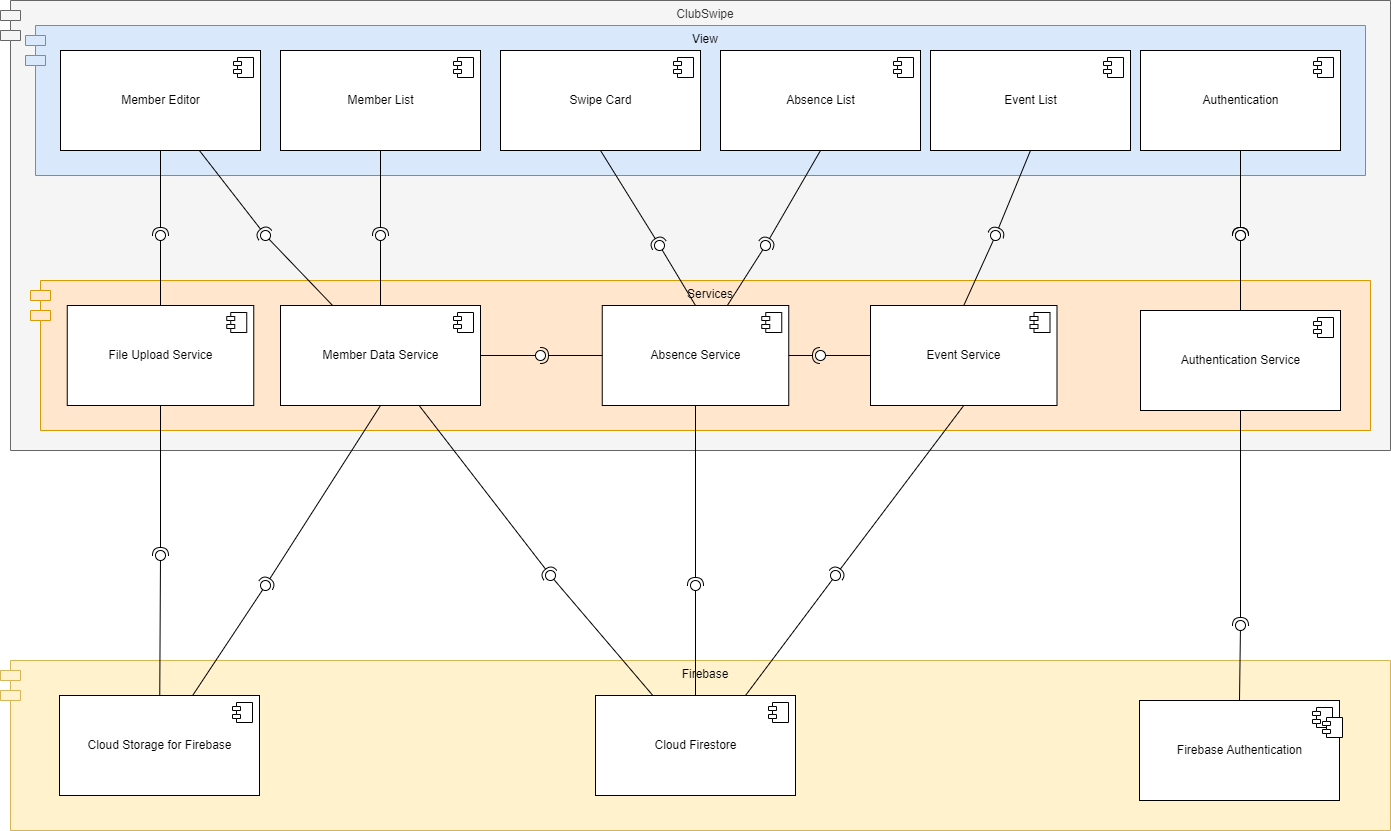 ClubSwipe
View
Member Editor
Member List
Swipe Card
Absence List
Event List
Authentication
Services
File Upload Service
Member Data Service
Absence Service
Event Service
Authentication Service
Firebase
Cloud Storage for Firebase
Cloud Firestore
Firebase Authentication